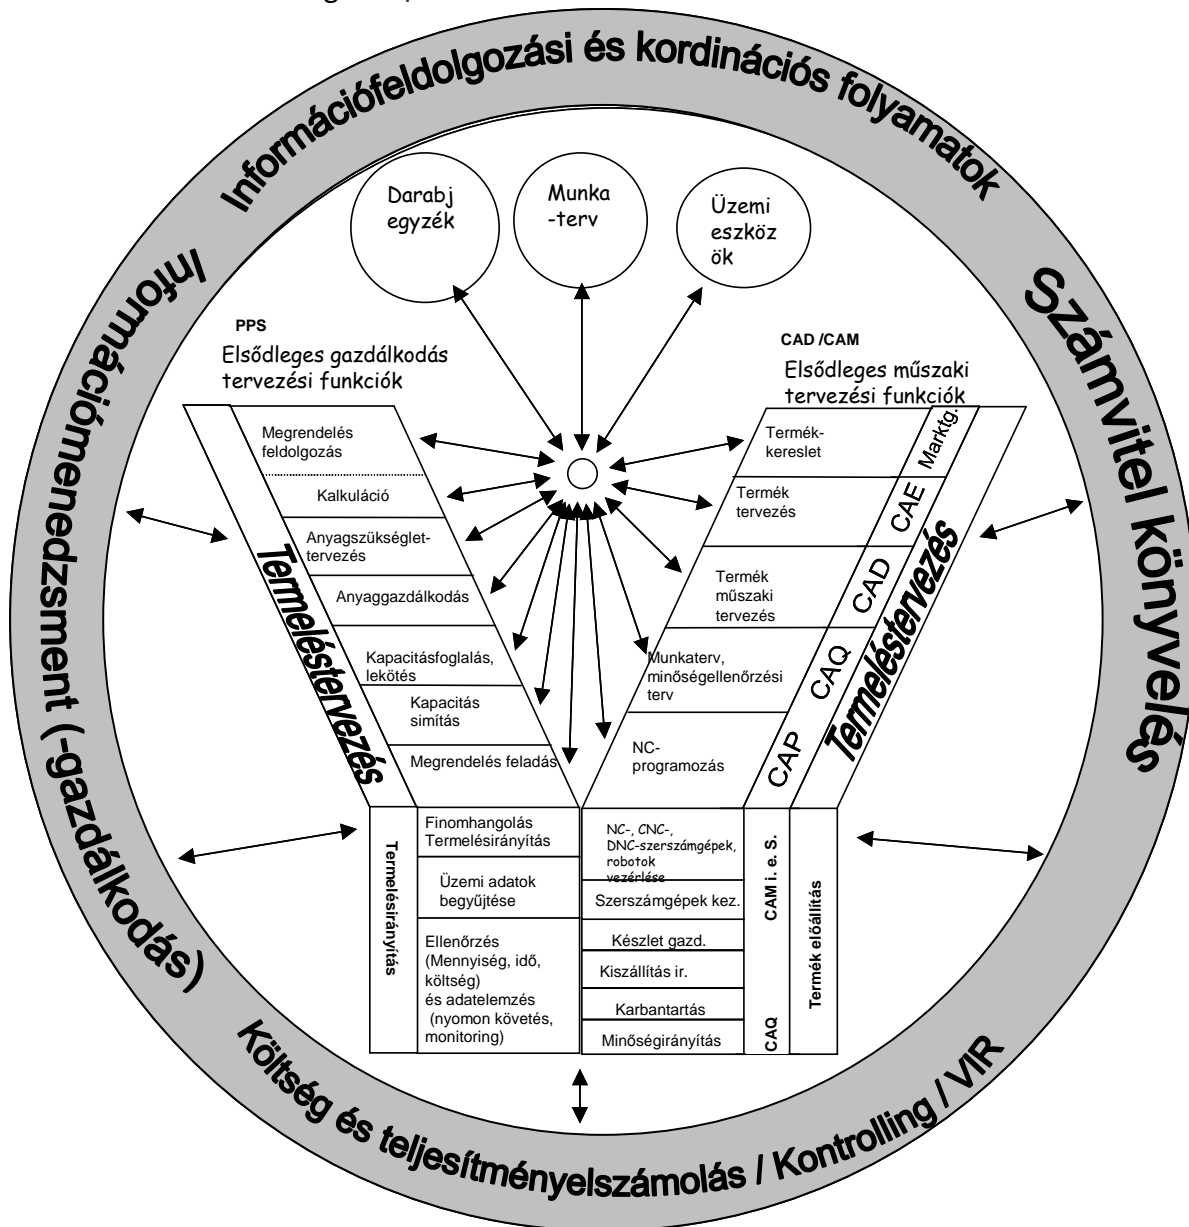 Információfeldolgozási és kordinációs folyamatok
Számvitel könyvelés
Információmenedzsment (-gazdálkodás)
Költség és teljesítményelszámolás / Kontrolling / VIR
Darabj
egyzék
Munka
-terv
Üzemi
eszköz
ök
PPS
Elsődleges gazdálkodás
tervezési funkciók
CAD /CAM
Elsődleges műszaki
tervezési funkciók
Megrendelés
feldolgozás
Kalkuláció
Anyagszükséglet-
tervezés
Anyaggazdálkodás
Kapacitásfoglalás,
lekötés
Kapacitás
simítás
Megrendelés feladás
Termeléstervezés
Termék-
kereslet
Termék
tervezés
Termék
műszaki
tervezés
Munkaterv,
minőségellenőrzési
terv
NC-
programozás
Marktg.
CAE
CAD
CAQ
CAP
Termeléstervezés
Termelésirányítás
Finomhangolás
Termelésirányítás
Üzemi adatok
begyűjtése
Ellenőrzés
(Mennyiség, idő,
költség)
és adatelemzés
(nyomon követés,
monitoring)
NC-, CNC-,
DNC-szerszámgépek,
robotok
vezérlése
Szerszámgépek kez.
Készlet gazd.
Kiszállítás ir.
Karbantartás
Minőségirányítás
CAM i. e. S.
CAQ
Termék előállítás